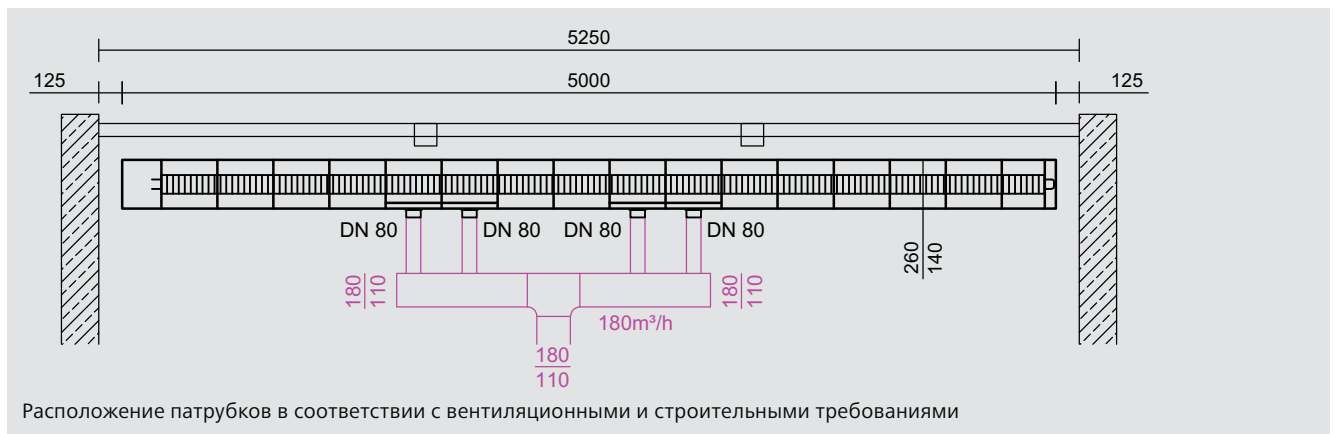 5250
125
5000
125
DN 80
DN 80
DN 80
DN 80
260
140
180
110
180
110
180m³/h
180
110
Расположение патрубков в соответствии с вентиляционными и строительными требованиями